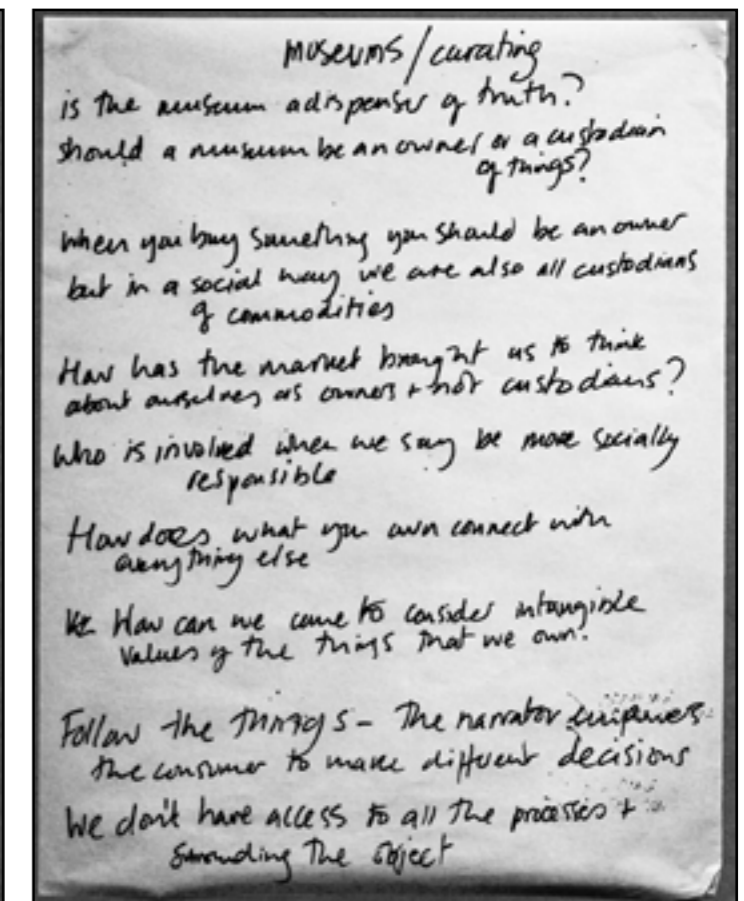 museums/curating
is the museum a dispenser of truth?
should a museum be an owner or a custodian
of things?
when you buy something you should be an owner
but in a social way we are also all custodians
of commodities
How has the market brought us to think
about ourselves as owners + not custodians?
who is involved when we say be more socially
responsible
How does what you own connect with
everything else
How can we come to consider intangible
values of the things that we own.
Follow the things - The narrator
the consumer to make different decisions
We don't have access to all the processes +
surrounding the object